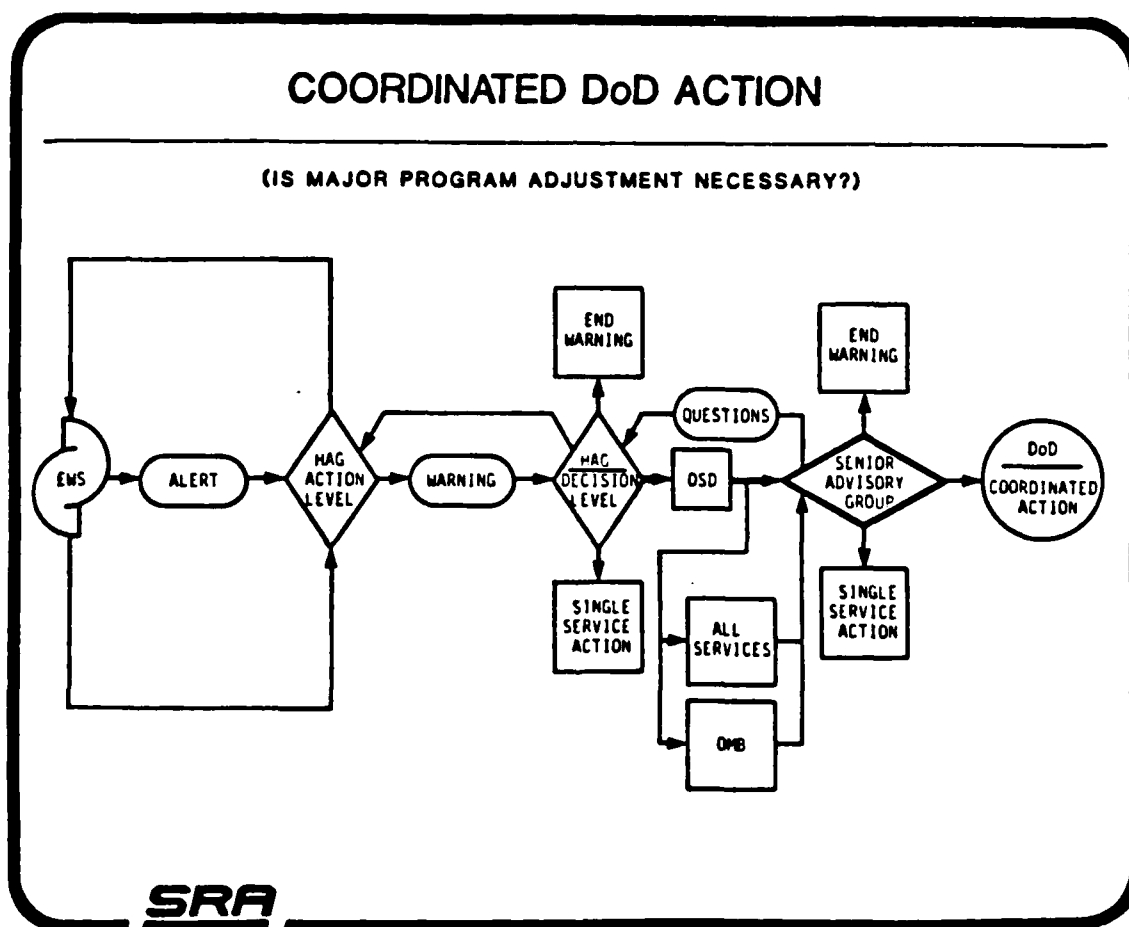 COORDINATED DoD ACTION
(IS MAJOR PROGRAM ADJUSTMENT NECESSARY?)
EWS
ALERT
HAG
ACTION
LEVEL
WARNING
END
WARNING
HAG
DECISION
LEVEL
SINGLE
SERVICE
ACTION
QUESTIONS
OSD
ALL
SERVICES
OMB
END
WARNING
SENIOR
ADVISORY
GROUP
SINGLE
SERVICE
ACTION
DoD
COORDINATED
ACTION
SRA